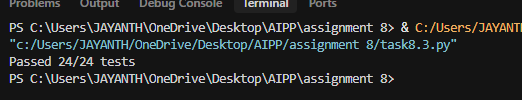 Problems Output Debug Console Terminal Ports
PS C:\Users\JAYANTH\OneDrive\Desktop\AIPP\assignment 8> & C:/Users/JAYANTH
"c:/Users/JAYANTH/OneDrive/Desktop/AIPP/assignment 8/task8.3.py"
Passed 24/24 tests
PS C:\Users\JAYANTH\OneDrive\Desktop\AIPP\assignment 8>